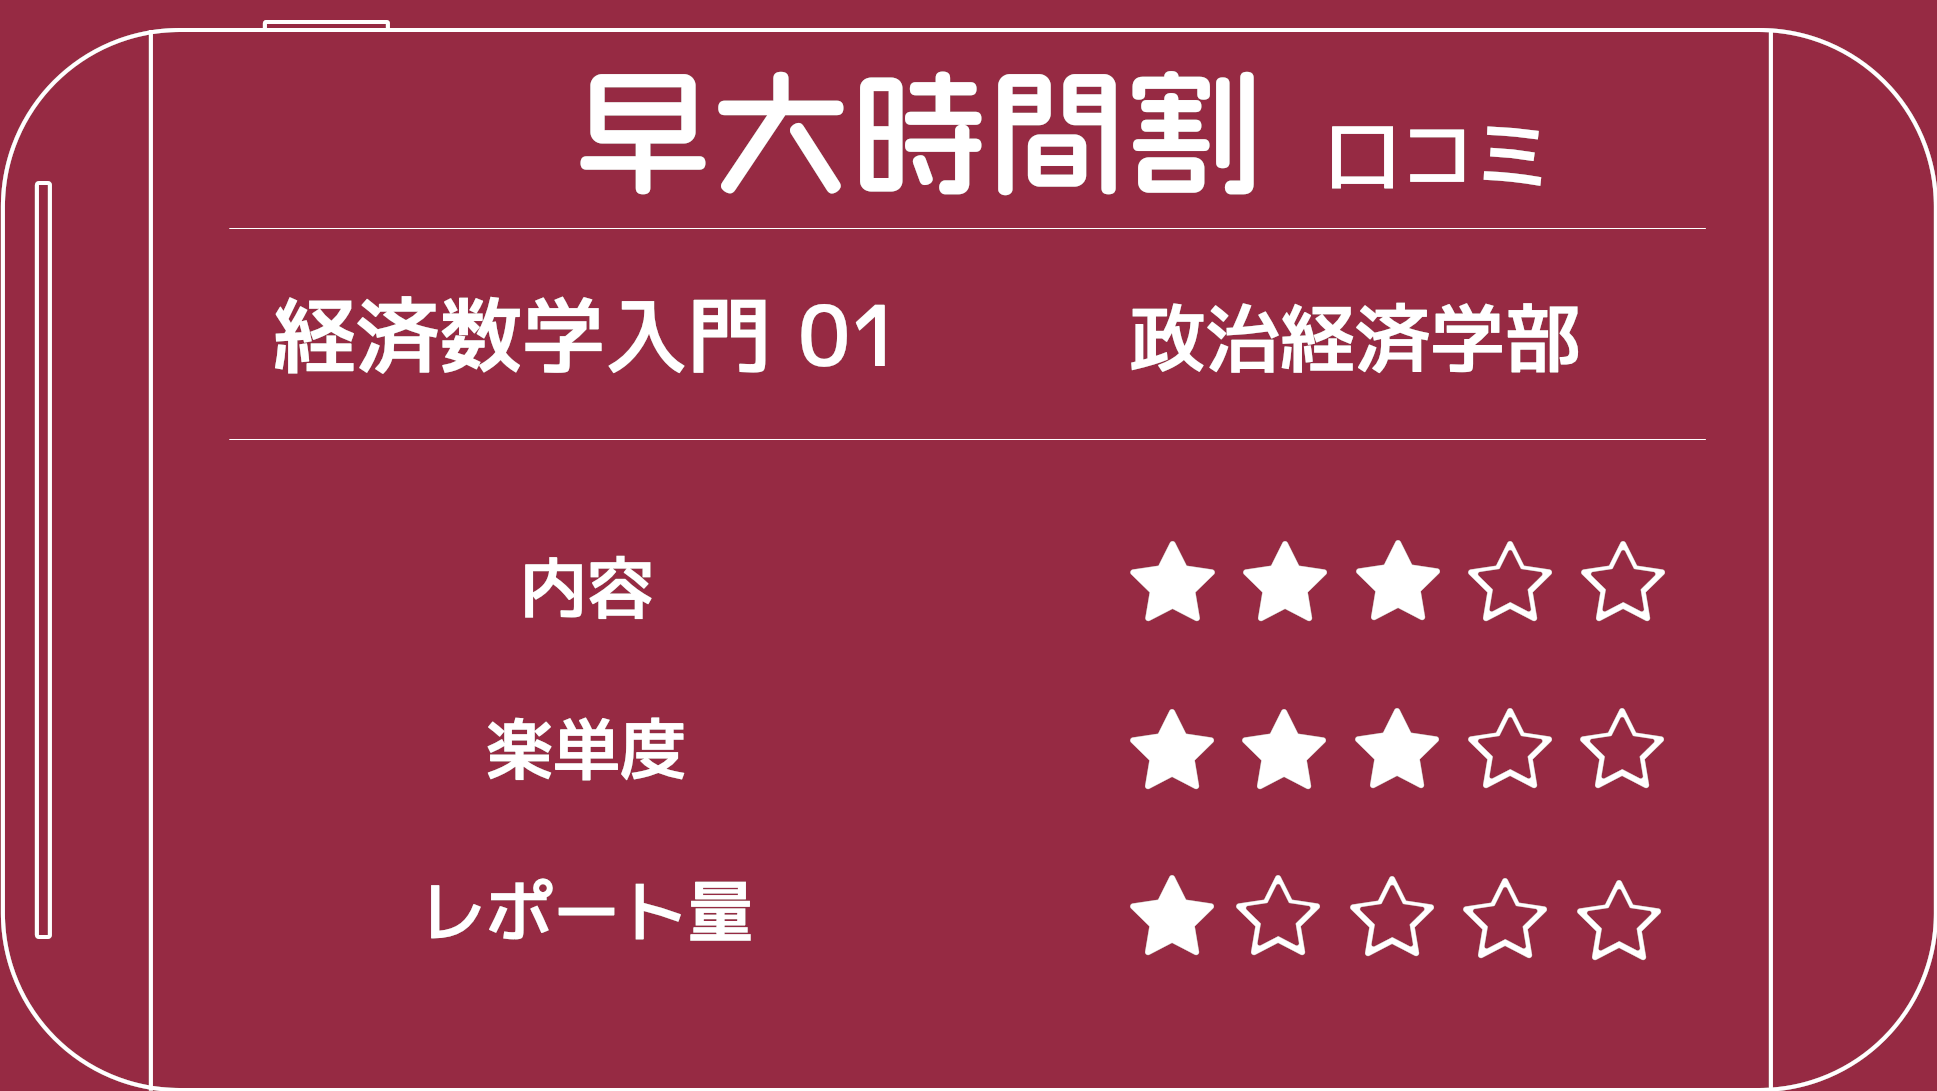 早大時間割 口コミ
経済数学入門 01 政治経済学部
内容 ★★★☆☆
楽単度 ★★★☆☆
レポート量 ★☆☆☆☆